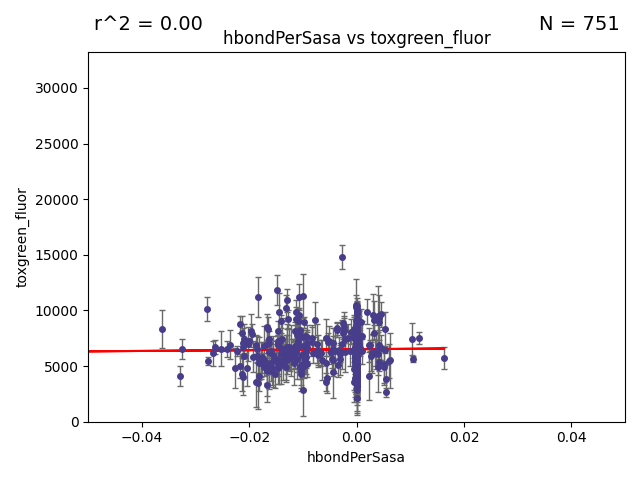 r^2 = 0.00
N = 751
hbondPerSasa vs toxgreen_fluor
30000
25000
20000
15000
10000
5000
0
toxgreen_fluor
−0.04
−0.02
0.00
0.02
0.04
hbondPerSasa